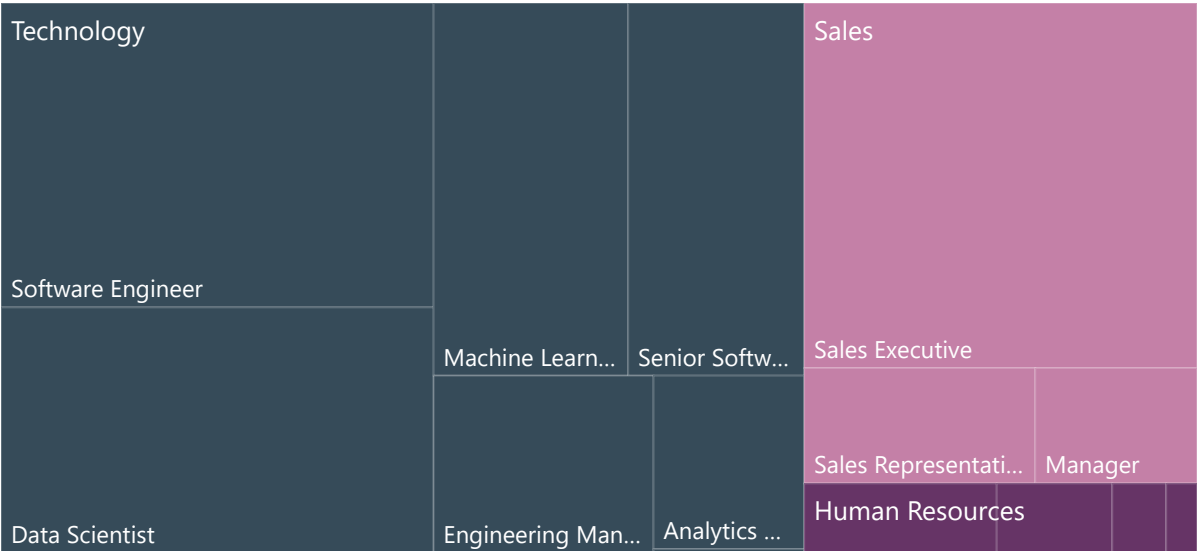 Technology
Software Engineer
Data Scientist
Machine Learn...
Senior Softw...
Engineering Man...
Analytics ...
Sales
Sales Executive
Sales Representati...
Manager
Human Resources